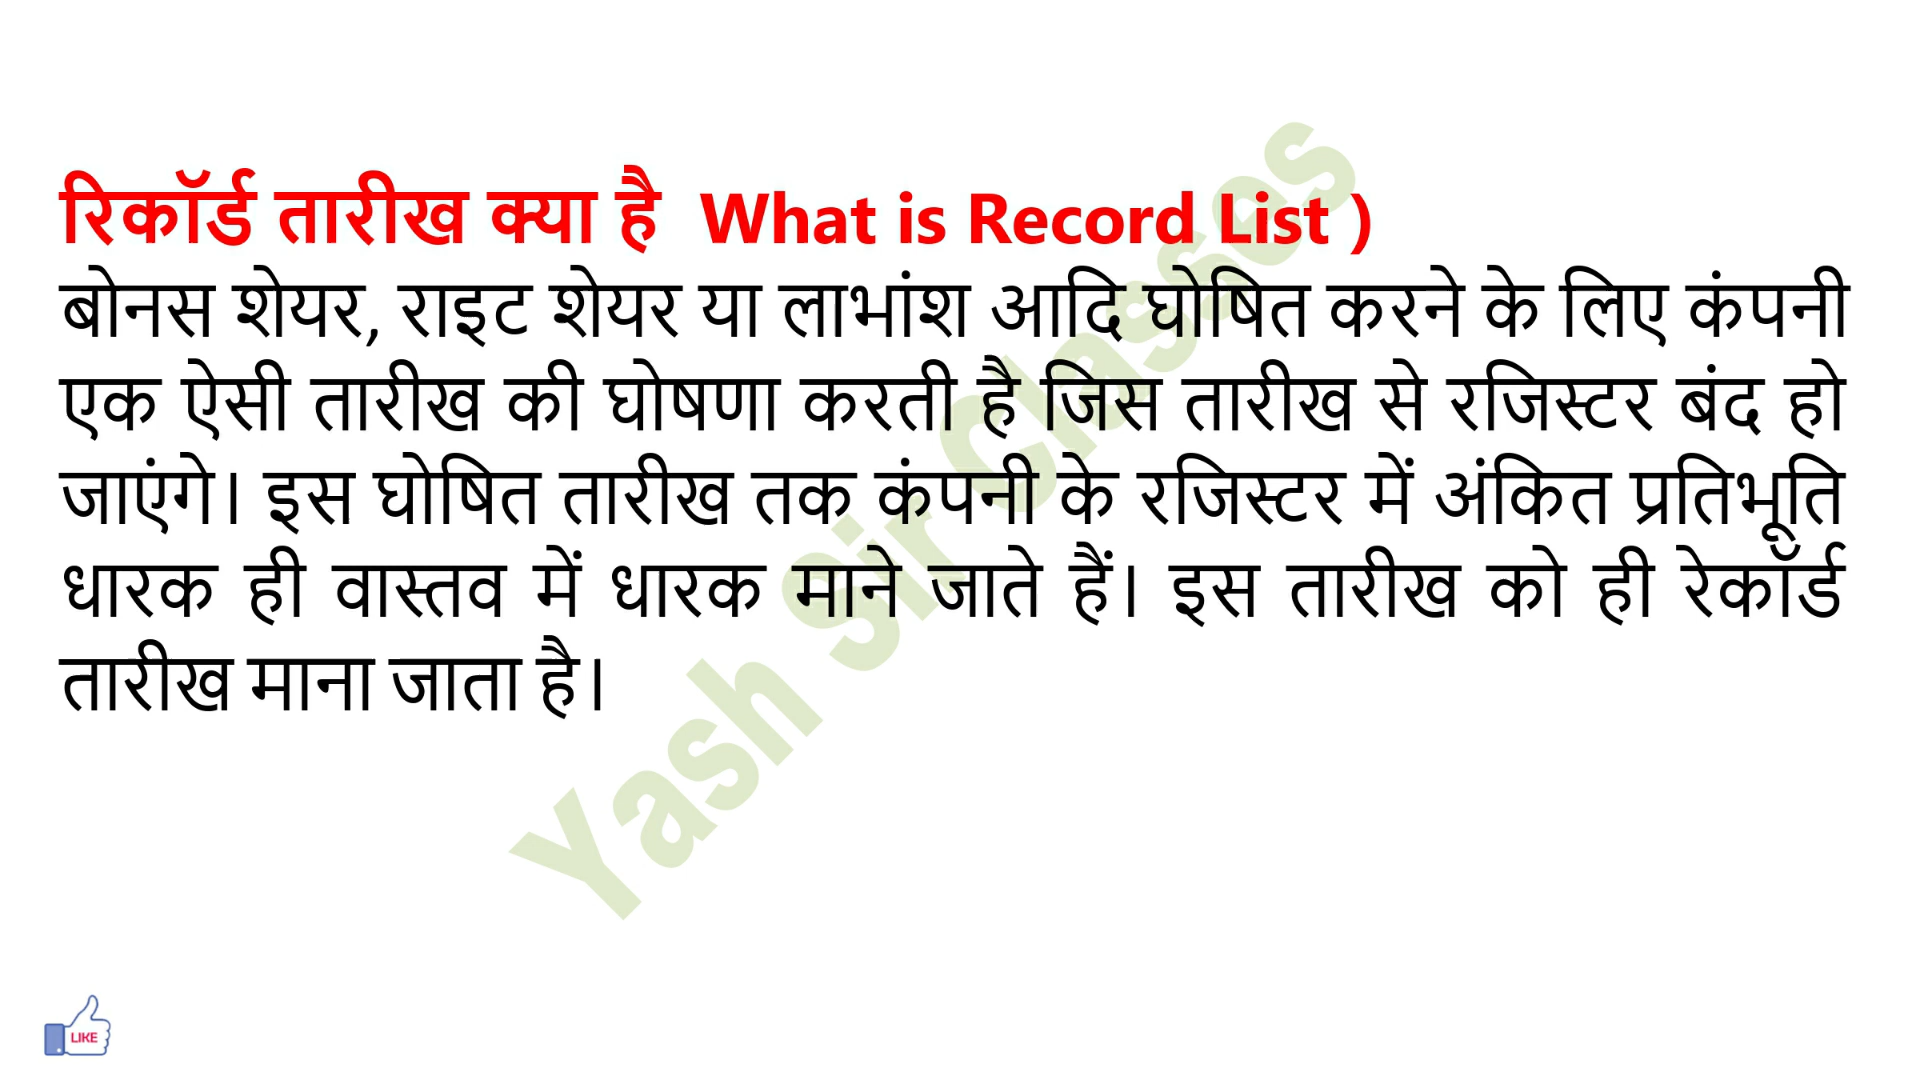 रिकॉर्ड तारीख क्या है  What is Record List )
बोनस शेयर, राइट शेयर या लाभांश आदि घोषित करने के लिए कंपनी
एक ऐसी तारीख की घोषणा करती है जिस तारीख से रजिस्टर बंद हो
जाएंगे। इस घोषित तारीख तक कंपनी के रजिस्टर में अंकित प्रतिभूति
धारक ही वास्तव में धारक माने जाते हैं। इस तारीख को ही रेकॉर्ड
तारीख माना जाता है।
Yash Sir Classes
LIKE